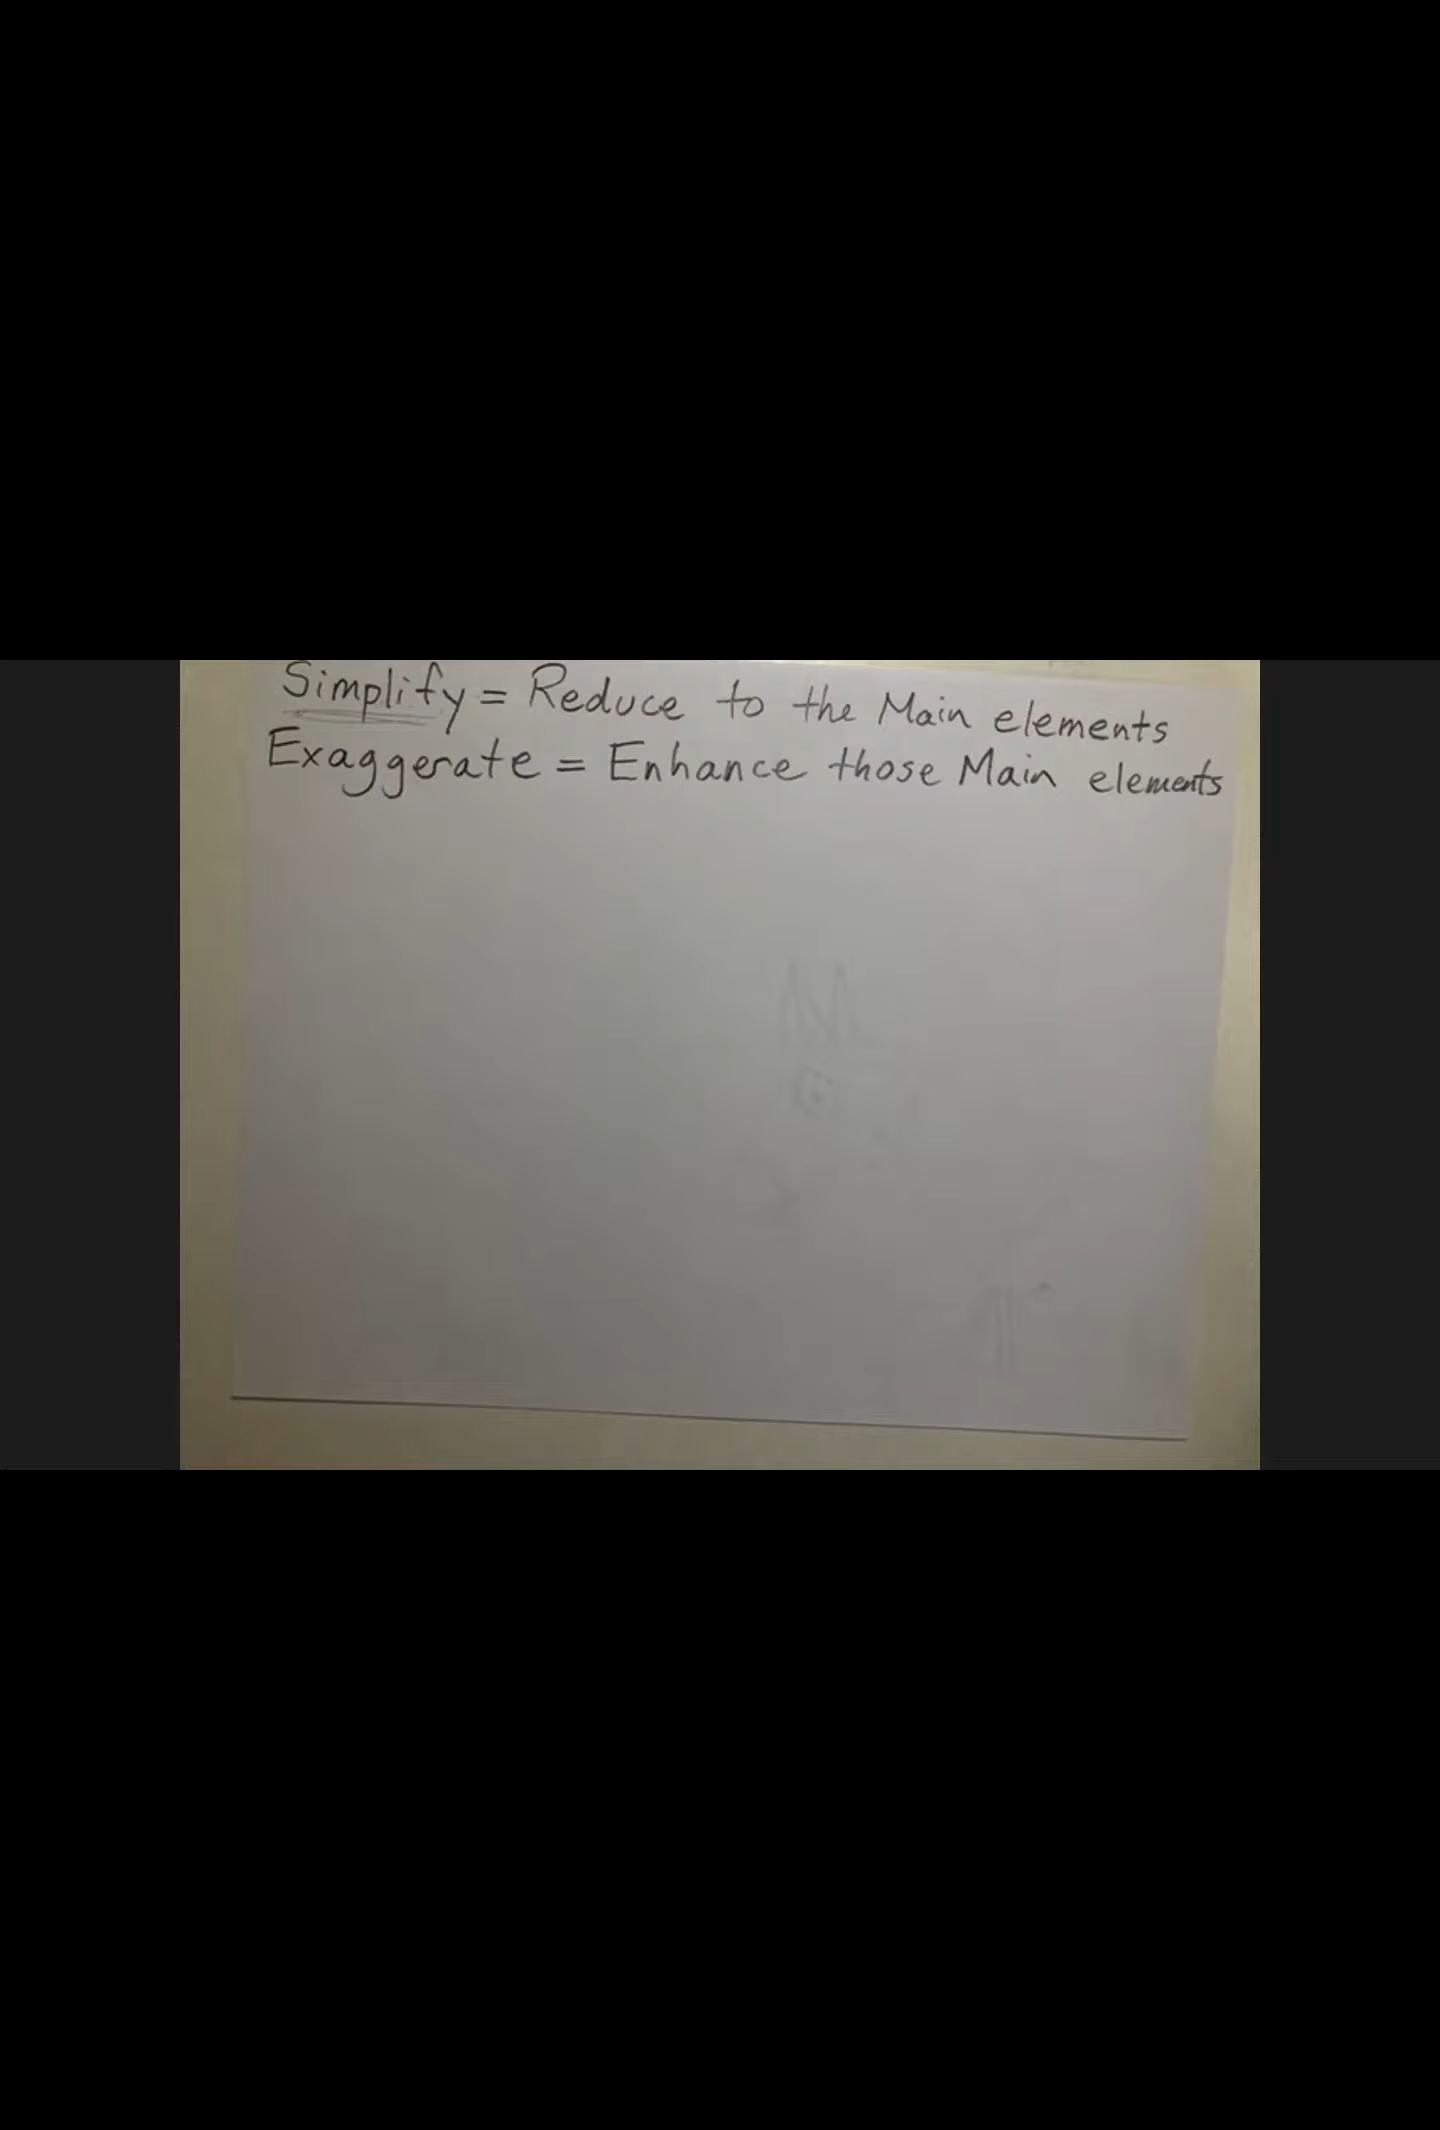 Simplify = Reduce to the Main elements
Exaggerate = Enhance those Main elements